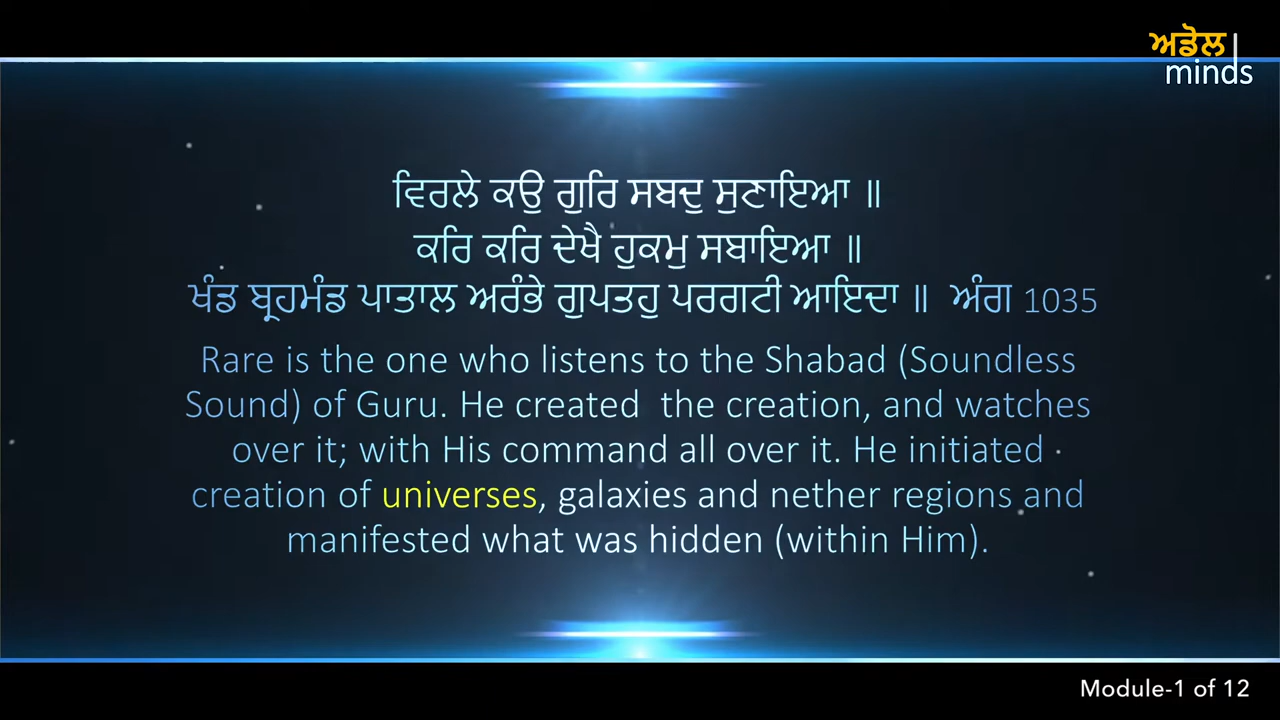 ਅਡੋਲ
minds
ਵਿਰਲੇ ਕਉ ਗੁਰਿ ਸਬਦੁ ਸੁਣਾਇਆ ॥
ਕਰਿ ਕਰਿ ਦੇਖੈ ਹੁਕਮੁ ਸਬਾਇਆ ॥
ਖੰਡ ਬ੍ਰਹਮੰਡ ਪਾਤਾਲ ਅਰੰਭੇ ਗੁਪਤਹੁ ਪਰਗਟੀ ਆਇਦਾ ॥ ਅੰਗ 1035
Rare is the one who listens to the Shabad (Soundless
Sound) of Guru. He created the creation, and watches
over it; with His command all over it. He initiated
creation of universes, galaxies and nether regions and
manifested what was hidden (within Him).
Module-1 of 12